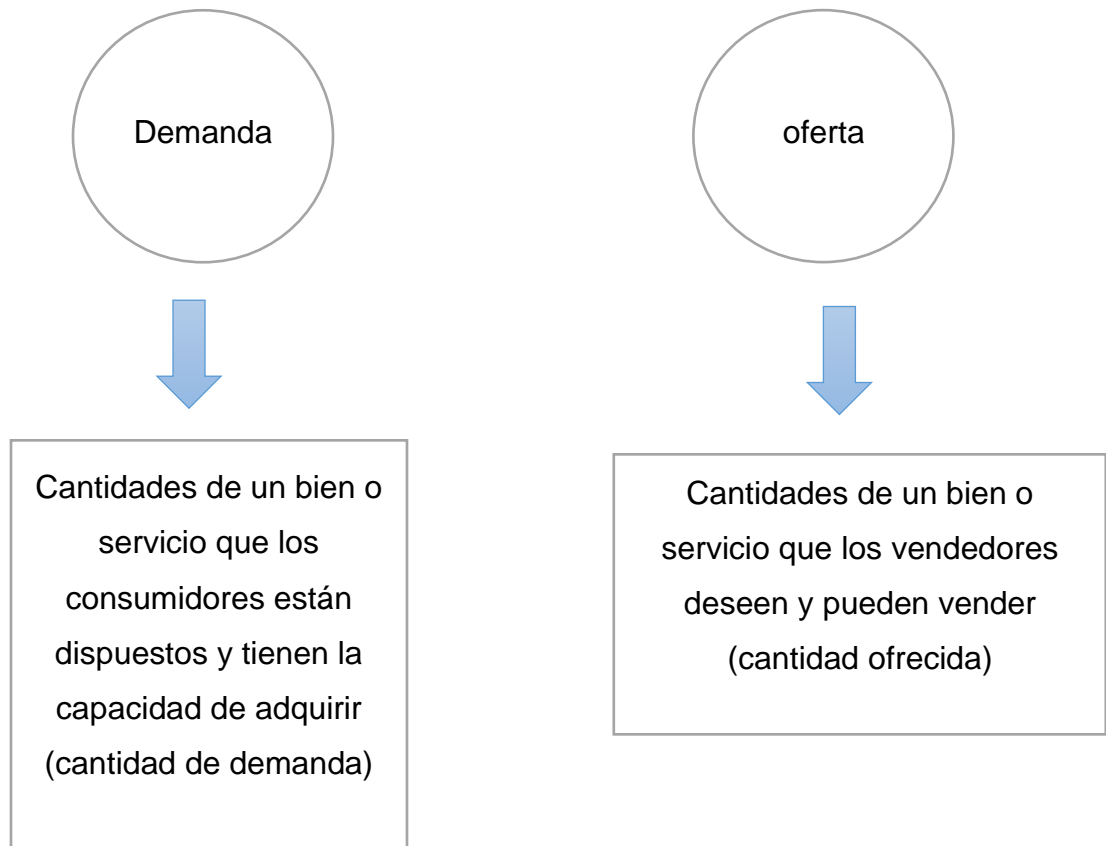 Demanda
oferta
Cantidades de un bien o
servicio que los
consumidores están
dispuestos y tienen la
capacidad de adquirir
(cantidad de demanda)
Cantidades de un bien o
servicio que los vendedores
deseen y pueden vender
(cantidad ofrecida)